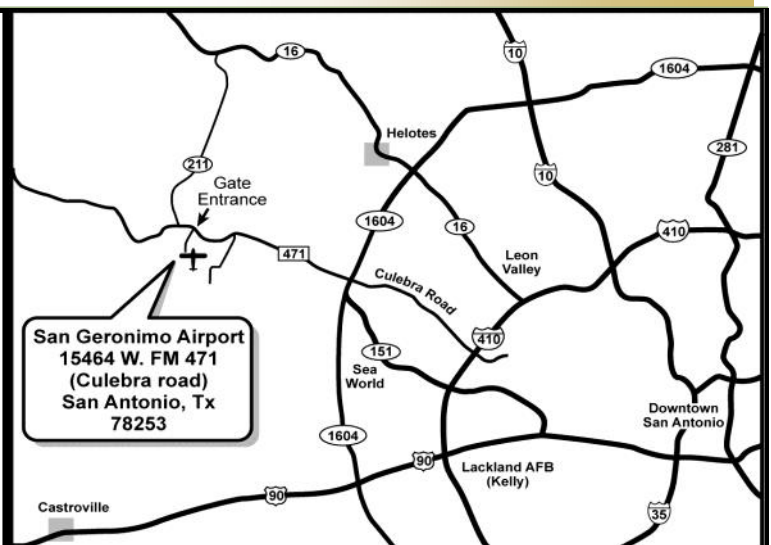 16
10
1604
281
Helotes
211
Gate
Entrance
10
1604
16
410
Leon
Valley
471
Culebra Road
San Geronimo Airport
15464 W. FM 471
(Culebra road)
San Antonio, Tx
78253
410
151
Sea
World
Downtown
San Antonio
1604
90
Lackland AFB
(Kelly)
90
Castroville
35